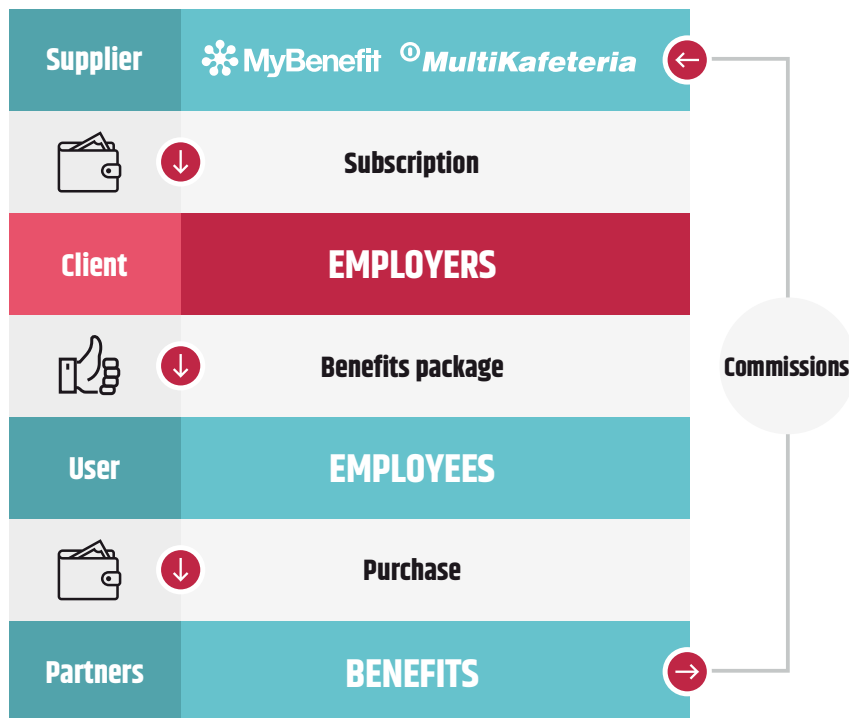 Supplier
MyBenefit MultiKafeteria
Subscription
Client
EMPLOYERS
Benefits package
Commissions
User
EMPLOYEES
Purchase
Partners
BENEFITS